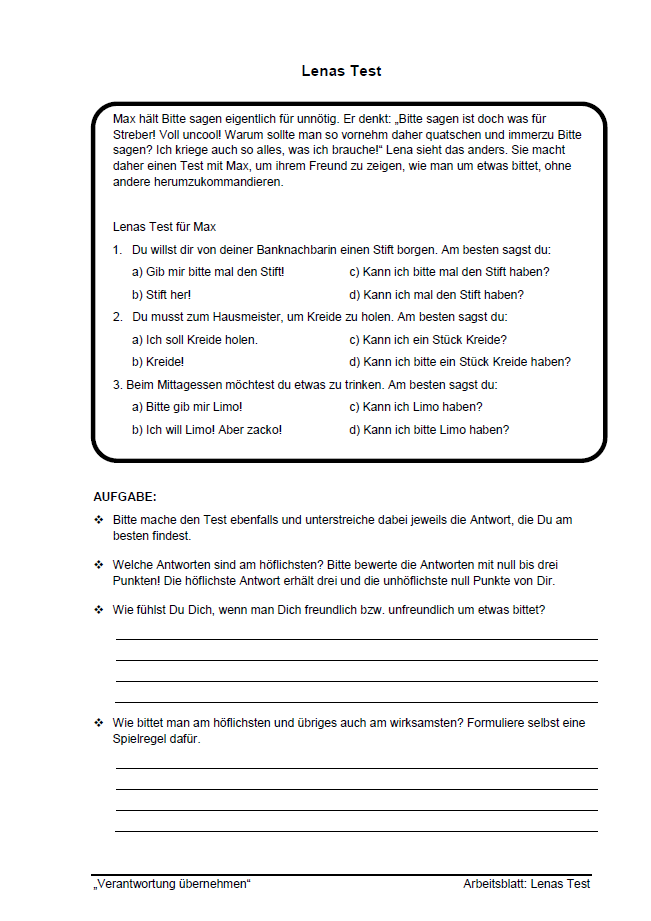 Lenas Test
Max hält Bitte sagen eigentlich für unnötig. Er denkt: „Bitte sagen ist doch was für
Streber! Voll uncool! Warum sollte man so vornehm daher quatschen und immerzu Bitte
sagen? Ich kriege auch so alles, was ich brauche!“ Lena sieht das anders. Sie macht
daher einen Test mit Max, um ihrem Freund zu zeigen, wie man um etwas bittet, ohne
andere herumzukommandieren.
Lenas Test für Max
1. Du willst dir von deiner Banknachbarin einen Stift borgen. Am besten sagst du:
a) Gib mir bitte mal den Stift! c) Kann ich bitte mal den Stift haben?
b) Stift her! d) Kann ich mal den Stift haben?
2. Du musst zum Hausmeister, um Kreide zu holen. Am besten sagst du:
a) Ich soll Kreide holen. c) Kann ich ein Stück Kreide?
b) Kreide! d) Kann ich bitte ein Stück Kreide haben?
3. Beim Mittagessen möchtest du etwas zu trinken. Am besten sagst du:
a) Bitte gib mir Limo! c) Kann ich Limo haben?
b) Ich will Limo! Aber zacko! d) Kann ich bitte Limo haben?
AUFGABE:
❖ Bitte mache den Test ebenfalls und unterstreiche dabei jeweils die Antwort, die Du am
besten findest.
❖ Welche Antworten sind am höflichsten? Bitte bewerte die Antworten mit null bis drei
Punkten! Die höflichste Antwort erhält drei und die unhöflichste null Punkte von Dir.
❖ Wie fühlst Du Dich, wenn man Dich freundlich bzw. unfreundlich um etwas bittet?
❖ Wie bittet man am höflichsten und übriges auch am wirksamsten? Formuliere selbst eine
Spielregel dafür.
„Verantwortung übernehmen“ Arbeitsblatt: Lenas Test